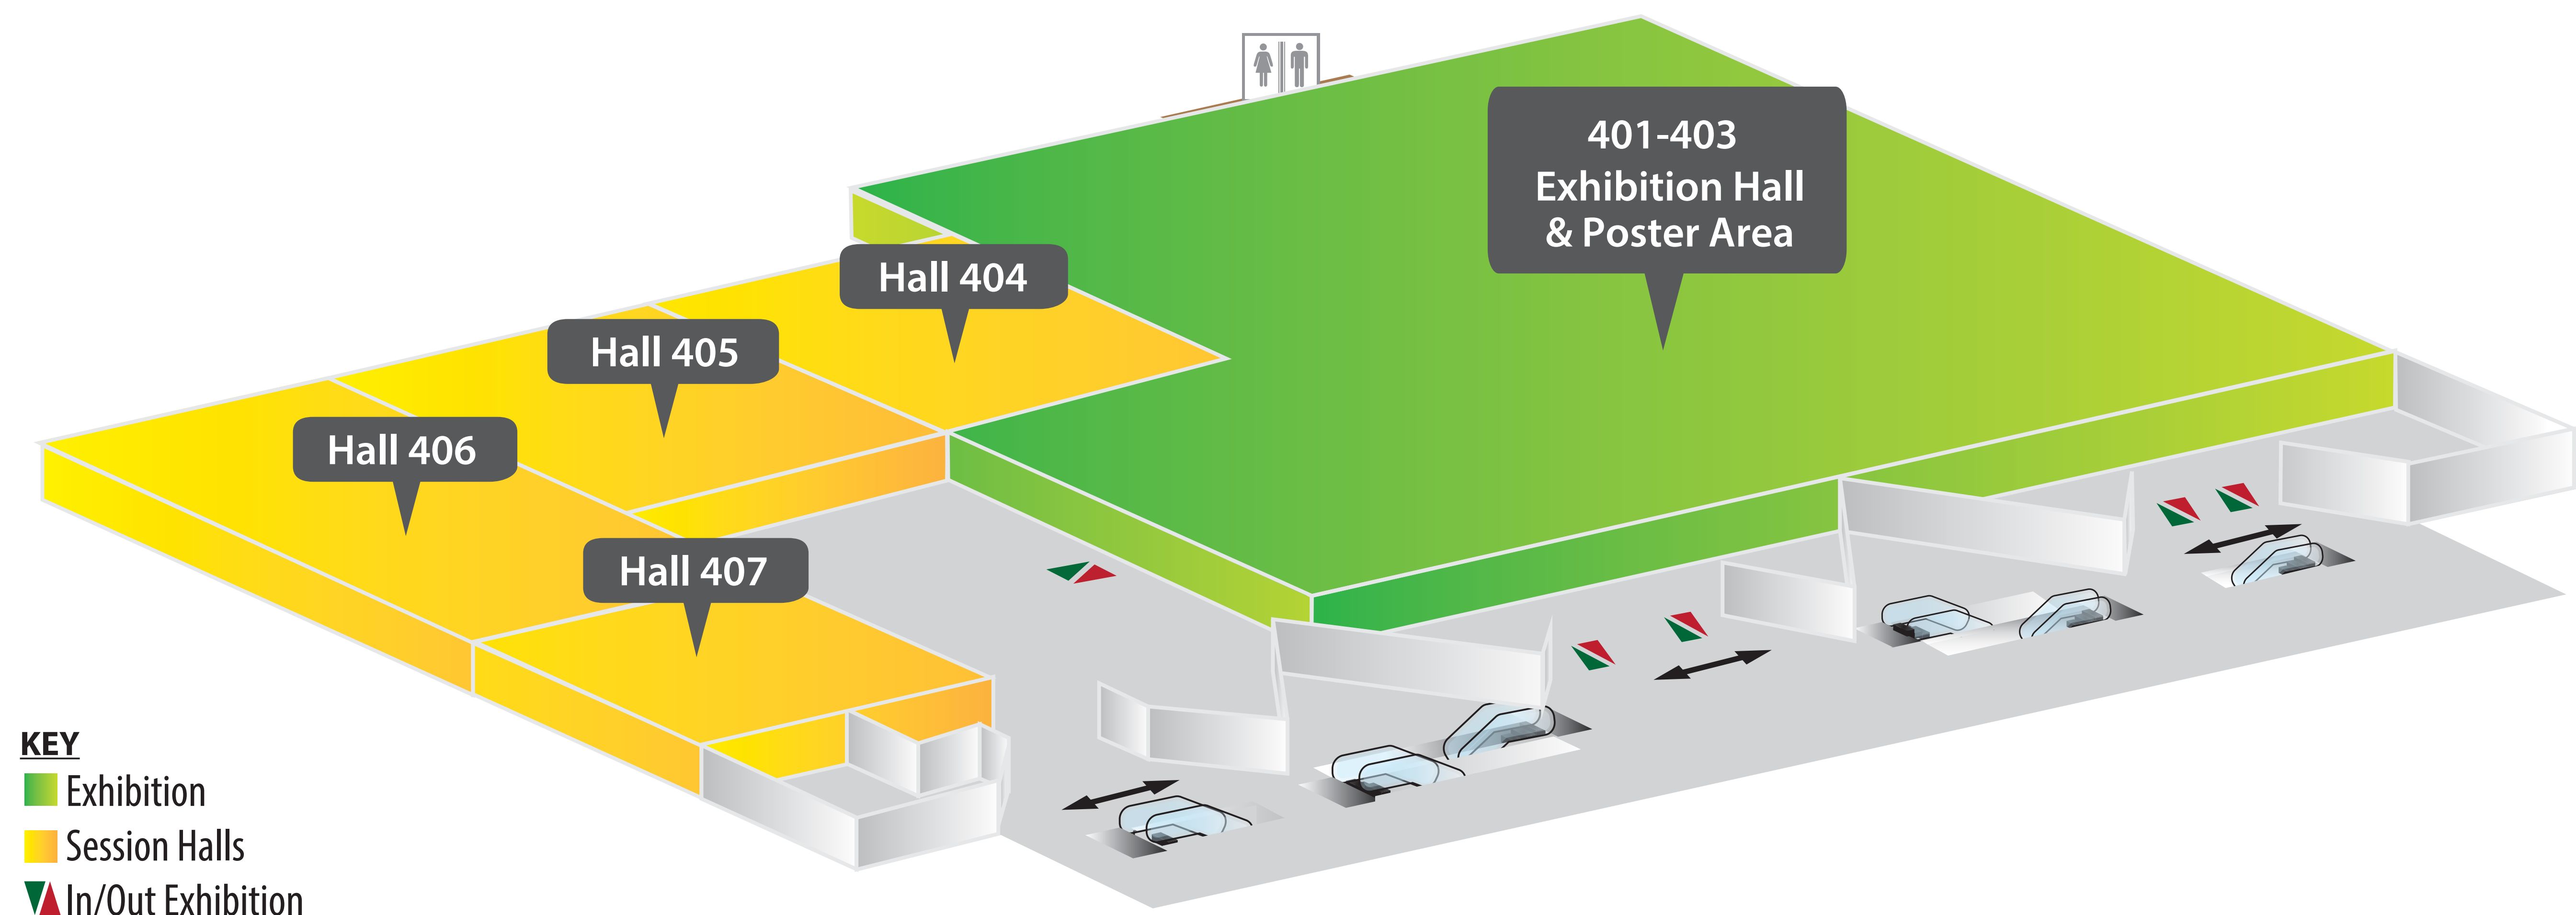 401-403
Exhibition Hall
& Poster Area
Hall 404
Hall 405
Hall 406
Hall 407
KEY
Exhibition
Session Halls
In/Out Exhibition